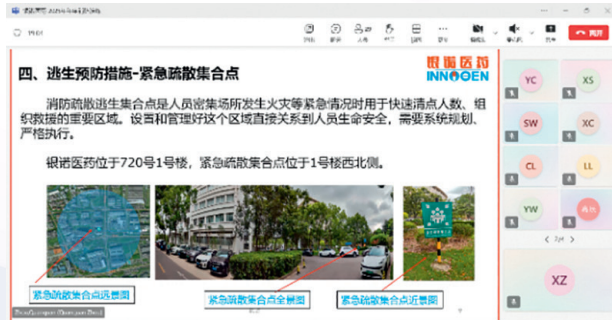 19:01
离开
四、逃生预防措施-紧急疏散集合点
银诺医药
INNOGEN
消防疏散逃生集合点是人员密集场所发生火灾等紧急情况时用于快速清点人数、组
织救援的重要区域。设置和管理好这个区域直接关系到人员生命安全，需要系统规划、
严格执行。
银诺医药位于720号1号楼，紧急疏散集合点位于1号楼西北侧。
紧急疏散集合点远景图
紧急疏散集合点全景图
紧急疏散集合点近景图
YC
XS
SW
XC
CL
LL
YW
XZ